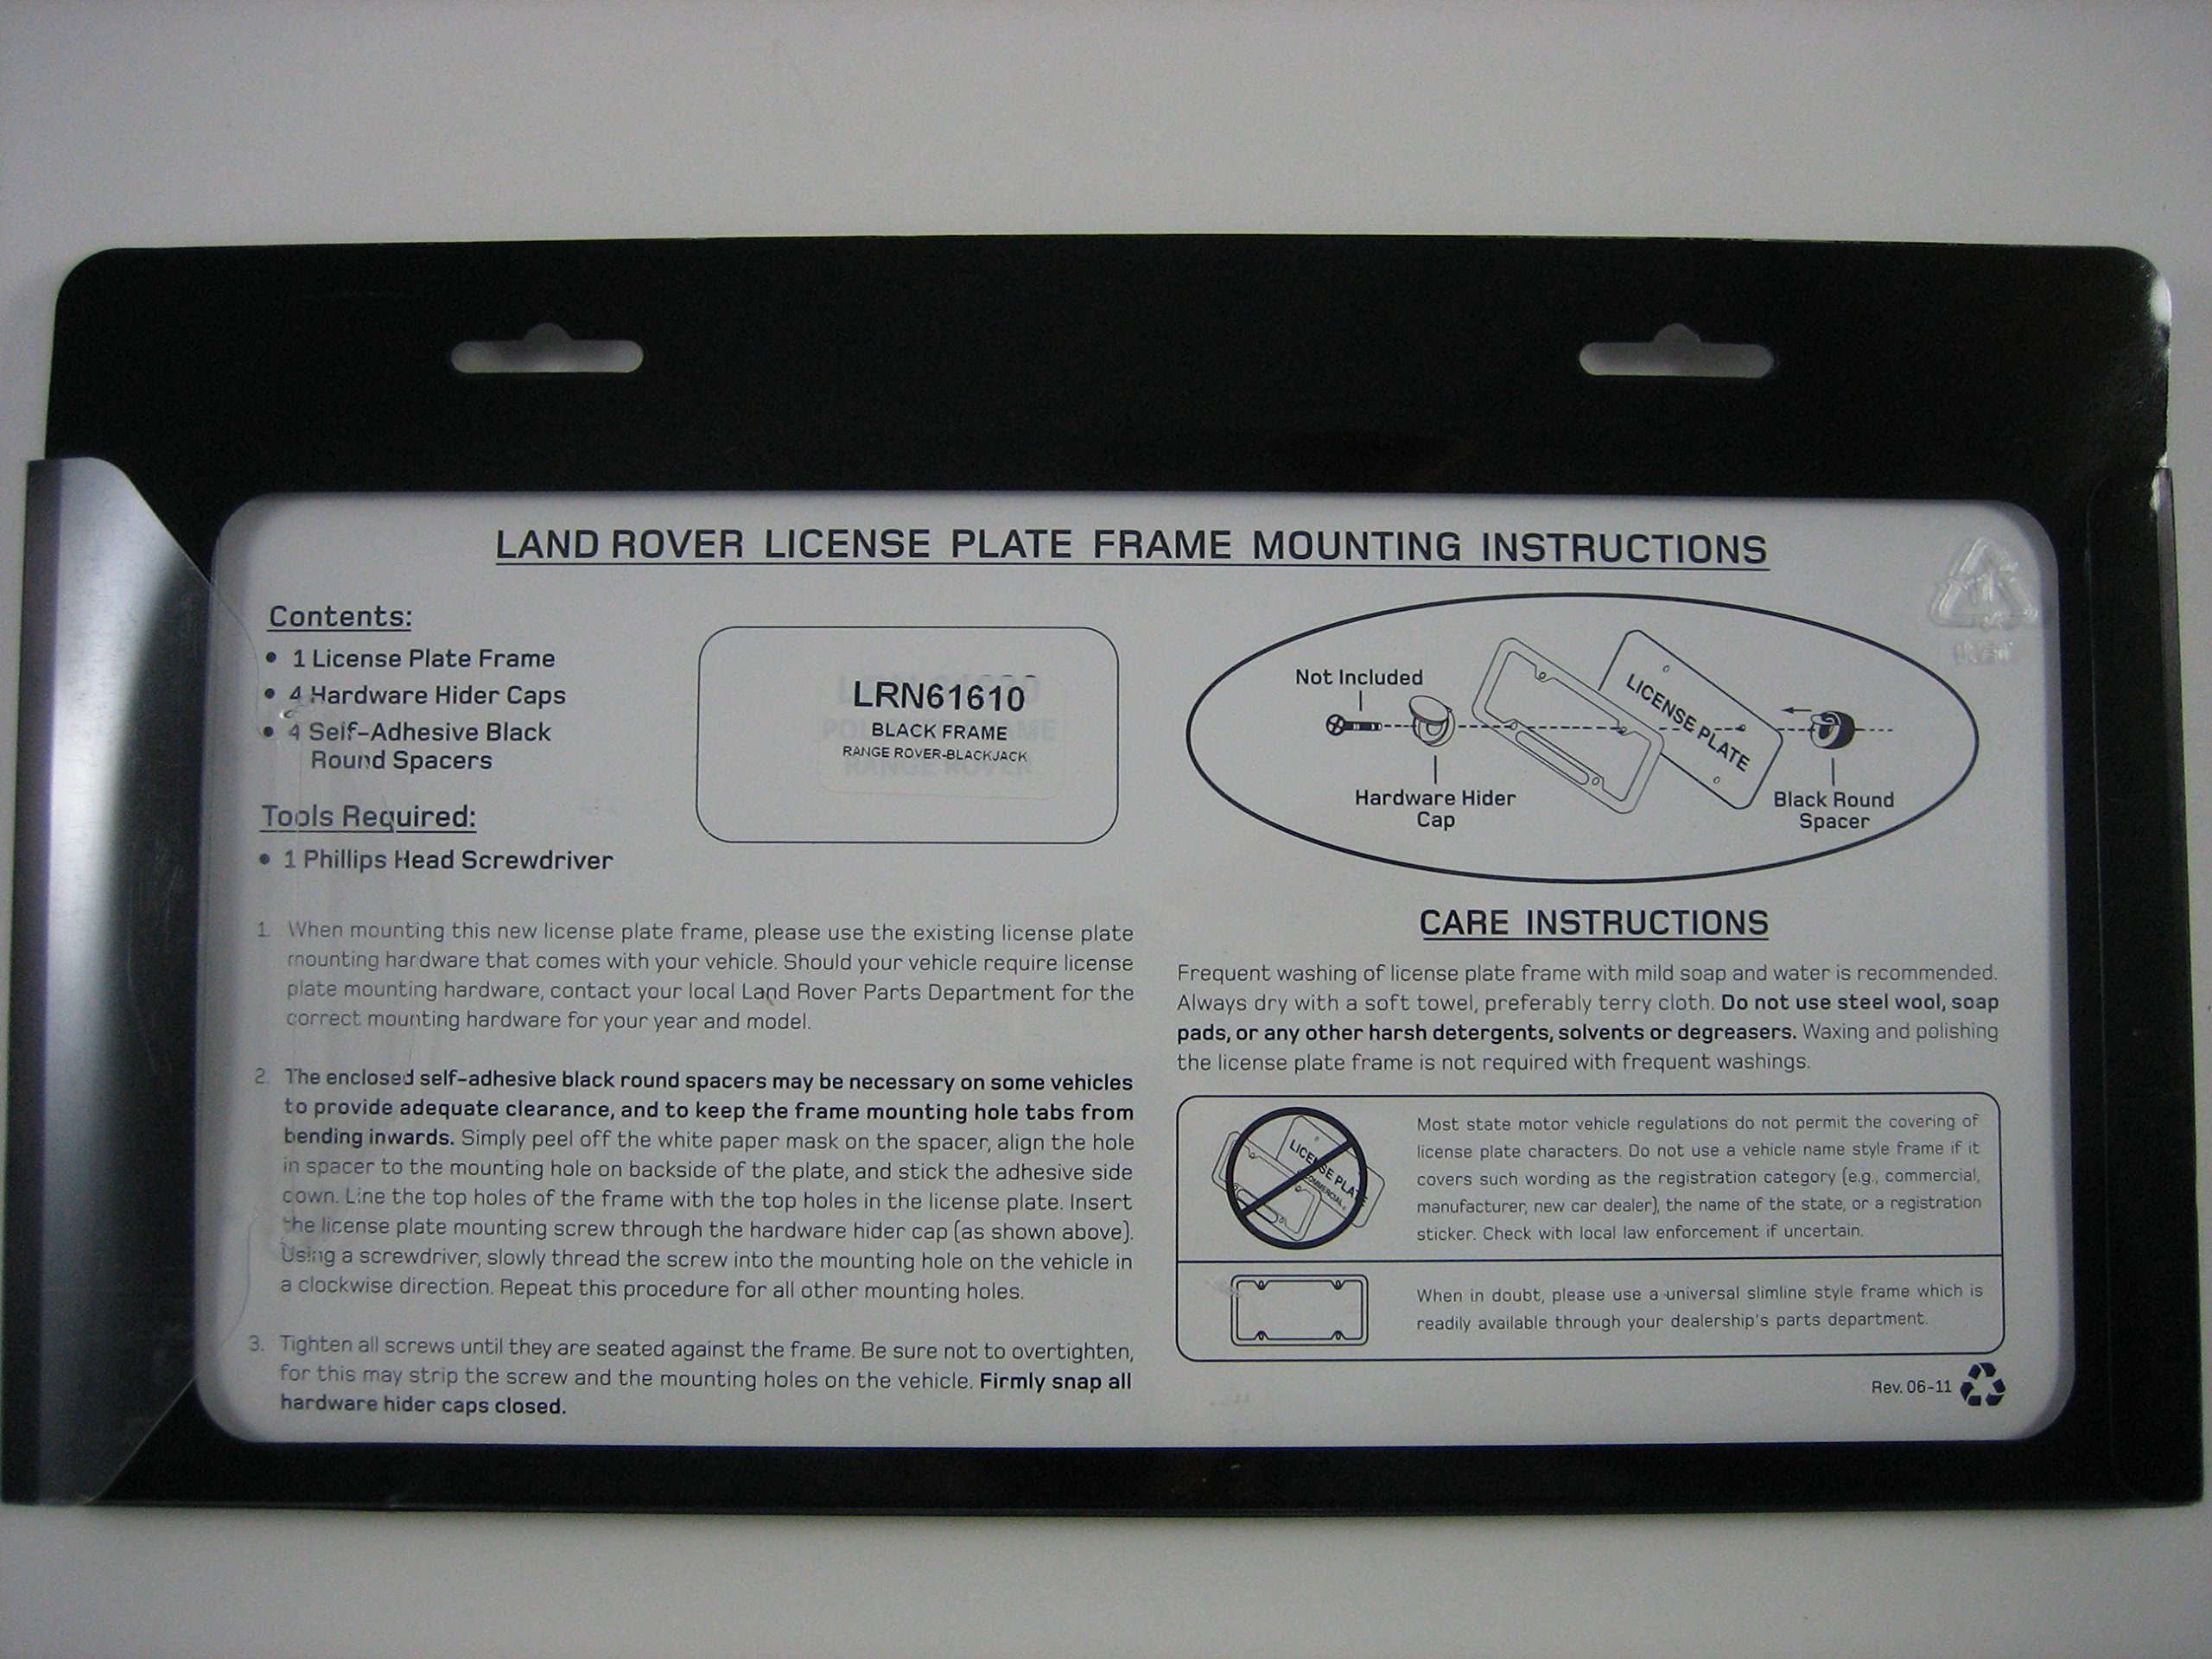 LAND ROVER LICENSE PLATE FRAME MOUNTING INSTRUCTIONS
Contents:
• 1 License Plate Frame
• 4 Hardware Hider Caps
• 4 Self-Adhesive Black
Round Spacers
Tools Required:
• 1 Phillips Head Screwdriver
LRN61610
BLACK FRAME
RANGE ROVER-BLACKJACK
1. When mounting this new license plate frame, please use the existing license plate
mounting hardware that comes with your vehicle. Should your vehicle require license
plate mounting hardware, contact your local Land Rover Parts Department for the
correct mounting hardware for your year and model.
2. The enclosed self-adhesive black round spacers may be necessary on some vehicles
to provide adequate clearance, and to keep the frame mounting hole tabs from
bending inwards. Simply peel off the white paper mask on the spacer, align the hole
in spacer to the mounting hole on backside of the plate, and stick the adhesive side
down. Line the top holes of the frame with the top holes in the license plate. Insert
the license plate mounting screw through the hardware hider cap (as shown above).
Using a screwdriver, slowly thread the screw into the mounting hole on the vehicle in
a clockwise direction. Repeat this procedure for all other mounting holes.
3. Tighten all screws until they are seated against the frame. Be sure not to overtighten,
for this may strip the screw and the mounting holes on the vehicle. Firmly snap all
hardware hider caps closed.
Not Included
LICENSE PLATE
Hardware Hider
Cap
Black Round
Spacer
CARE INSTRUCTIONS
Frequent washing of license plate frame with mild soap and water is recommended.
Always dry with a soft towel, preferably terry cloth. Do not use steel wool, soap
pads, or any other harsh detergents, solvents or degreasers. Waxing and polishing
the license plate frame is not required with frequent washings.
LICENSE PLATE
COMMERCIAL
Most state motor vehicle regulations do not permit the covering of
license plate characters. Do not use a vehicle name style frame if it
covers such wording as the registration category (e.g., commercial,
manufacturer, new car dealer), the name of the state, or a registration
sticker. Check with local law enforcement if uncertain.
When in doubt, please use a universal slimline style frame which is
readily available through your dealership's parts department.
Rev. 06-11